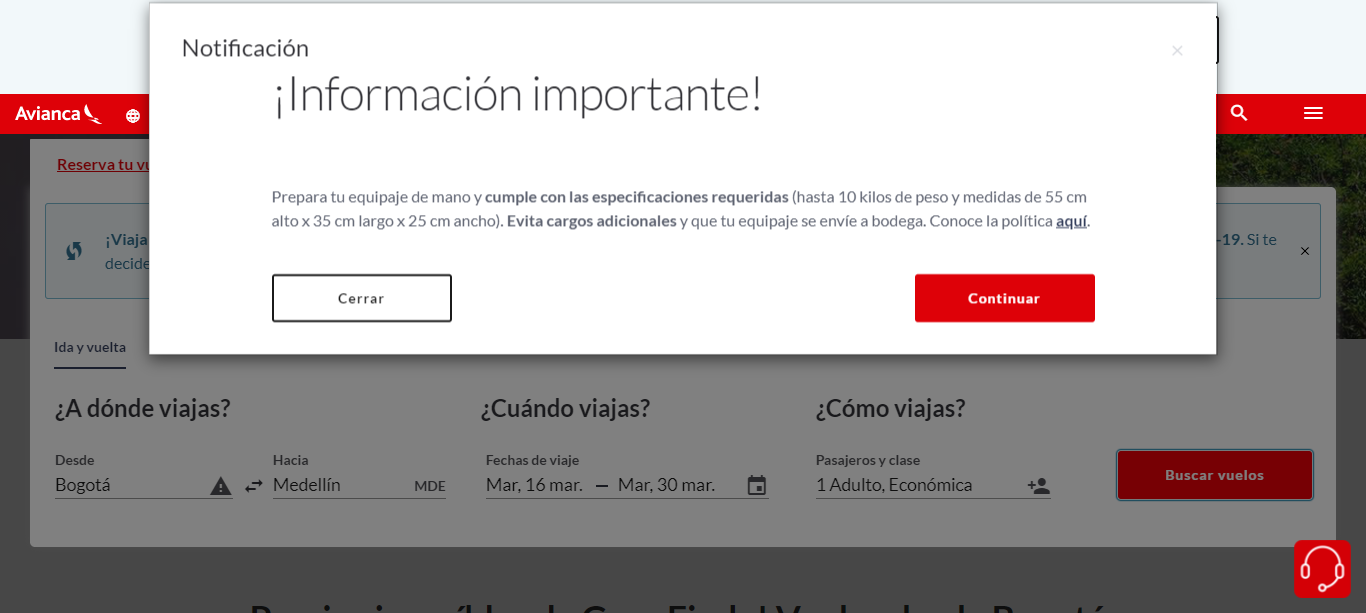 Notificación
×
¡Información importante!
Avianca
Reserva tu
Prepara tu equipaje de mano y cumple con las especificaciones requeridas (hasta 10 kilos de peso y medidas de 55 cm
alto x 35 cm largo x 25 cm ancho). Evita cargos adicionales y que tu equipaje se envíe a bodega. Conoce la política aquí.
¡Viaja
-19. Si te
decide
×
Cerrar
Continuar
Ida y vuelta
¿A dónde viajas?
¿Cuándo viajas?
¿Cómo viajas?
Desde
Hacia
Fechas de viaje
Pasajeros y clase
Bogotá
Medellín
MDE
Mar, 16 mar. — Mar, 30 mar.
1 Adulto, Económica
Buscar vuelos